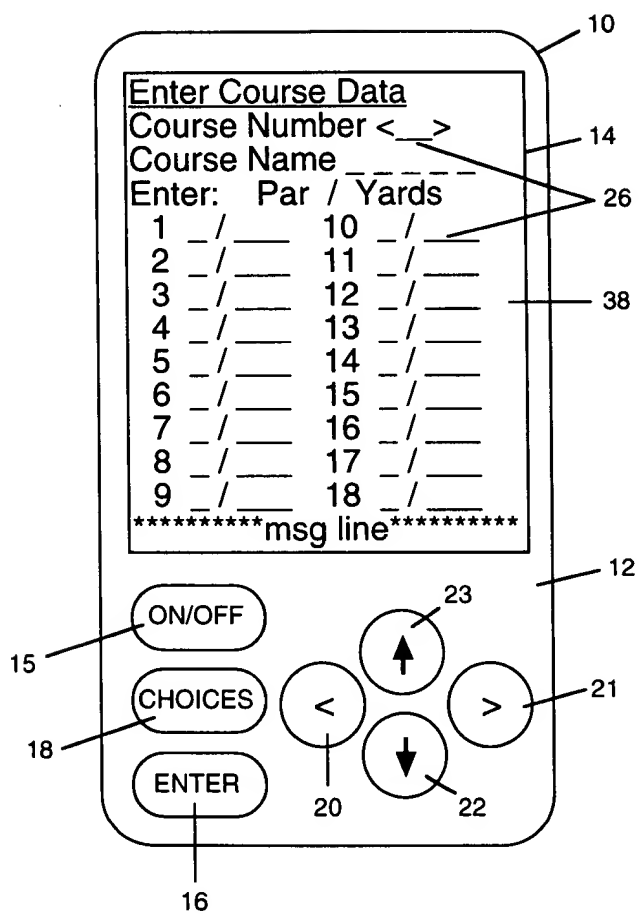 10
Enter Course Data
Course Number <__>
14
Course Name _ _ _ _ _
Enter: Par / Yards
26
1 _/___ 10 _/___
2 _/___ 11 _/___
3 _/___ 12 _/___
38
4 _/___ 13 _/___
5 _/___ 14 _/___
6 _/___ 15 _/___
7 _/___ 16 _/___
8 _/___ 17 _/___
9 _/___ 18 _/___
**********msg line**********
12
ON/OFF
23
15
CHOICES
<
>
21
18
ENTER
20
22
16